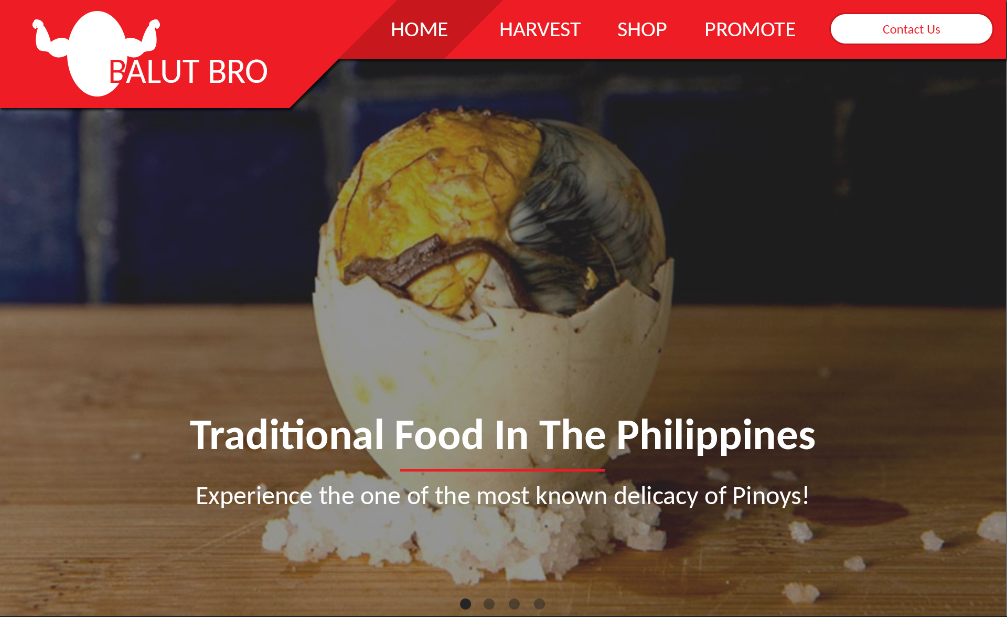 BALUT BRO
HOME HARVEST SHOP PROMOTE Contact Us
Traditional Food In The Philippines
Experience the one of the most known delicacy of Pinoys!